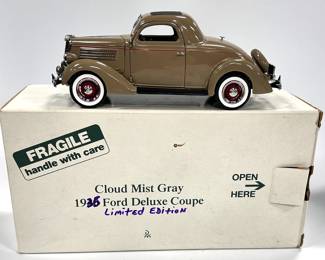 FRAGILE
handle with care
Cloud Mist Gray
1935 Ford Deluxe Coupe
Limited Edition
OPEN
HERE